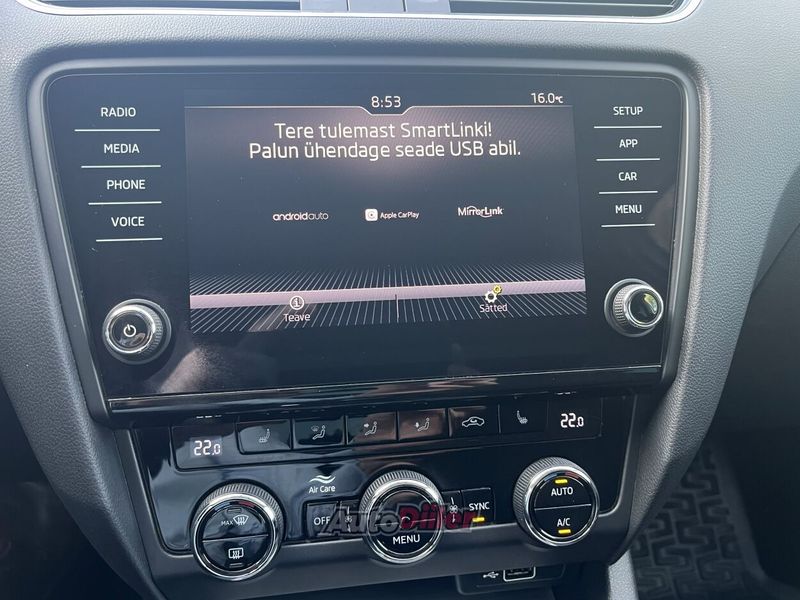 8:53
16.0°C
RADIO
MEDIA
PHONE
VOICE
Tere tulemast SmartLinki!
Palun ühendage seade USB abil.
androidauto
Apple CarPlay
MirrorLink
Teave
Sätted
SETUP
APP
CAR
MENU
22.0
22.0
Air Care
MAX
OFF
AutoDiiler
MENU
SYNC
AUTO
A/C